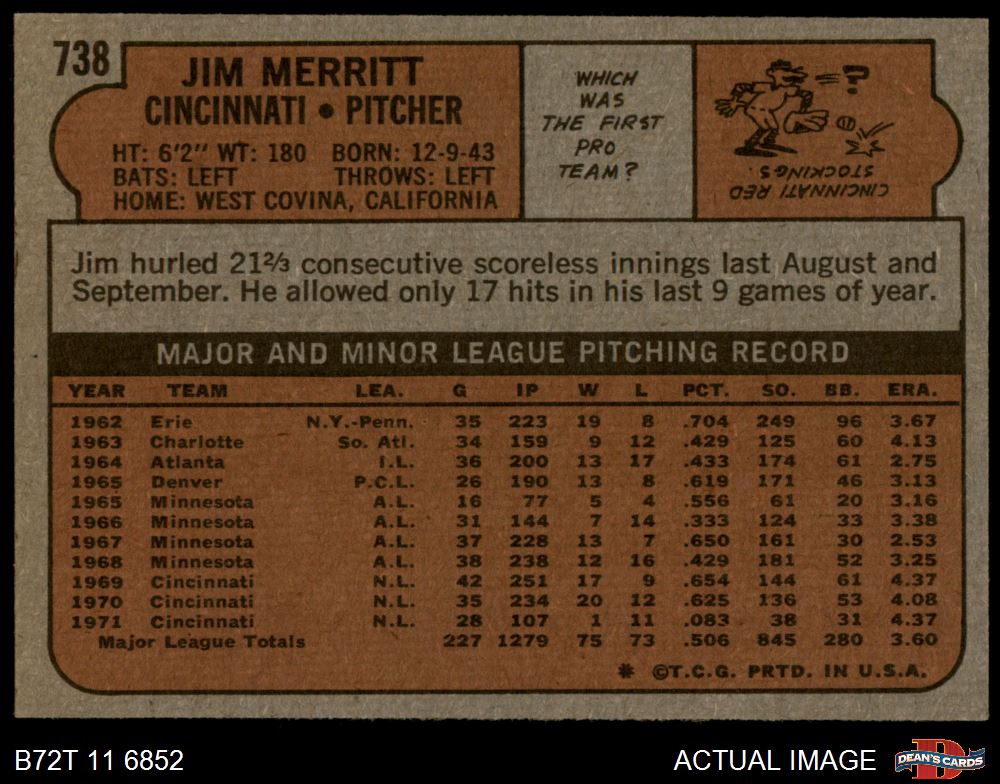 738
JIM MERRITT
CINCINNATI • PITCHER
HT: 6'2" WT: 180 BORN: 12-9-43
BATS: LEFT THROWS: LEFT
HOME: WEST COVINA, CALIFORNIA
WHICH
WAS
THE FIRST
PRO
TEAM?
?
CINCINNATI RED
STOCKINGS.
Jim hurled 21⅔ consecutive scoreless innings last August and
September. He allowed only 17 hits in his last 9 games of year.
MAJOR AND MINOR LEAGUE PITCHING RECORD
YEAR TEAM LEA. G IP W L PCT. SO. BB. ERA.
1962 Erie N.Y.-Penn. 35 223 19 8 .704 249 96 3.67
1963 Charlotte So. Atl. 34 159 9 12 .429 125 60 4.13
1964 Atlanta I.L. 36 200 13 17 .433 174 61 2.75
1965 Denver P.C.L. 26 190 13 8 .619 171 46 3.13
1965 Minnesota A.L. 16 77 5 4 .556 61 20 3.16
1966 Minnesota A.L. 31 144 7 14 .333 124 33 3.38
1967 Minnesota A.L. 37 228 13 7 .650 161 30 2.53
1968 Minnesota A.L. 38 238 12 16 .429 181 52 3.25
1969 Cincinnati N.L. 42 251 17 9 .654 144 61 4.37
1970 Cincinnati N.L. 35 234 20 12 .625 136 53 4.08
1971 Cincinnati N.L. 28 107 1 11 .083 38 31 4.37
Major League Totals 227 1279 75 73 .506 845 280 3.60
* ©T.C.G. PRTD. IN U.S.A.
B72T 11 6852
ACTUAL IMAGE
DEAN'S CARDS